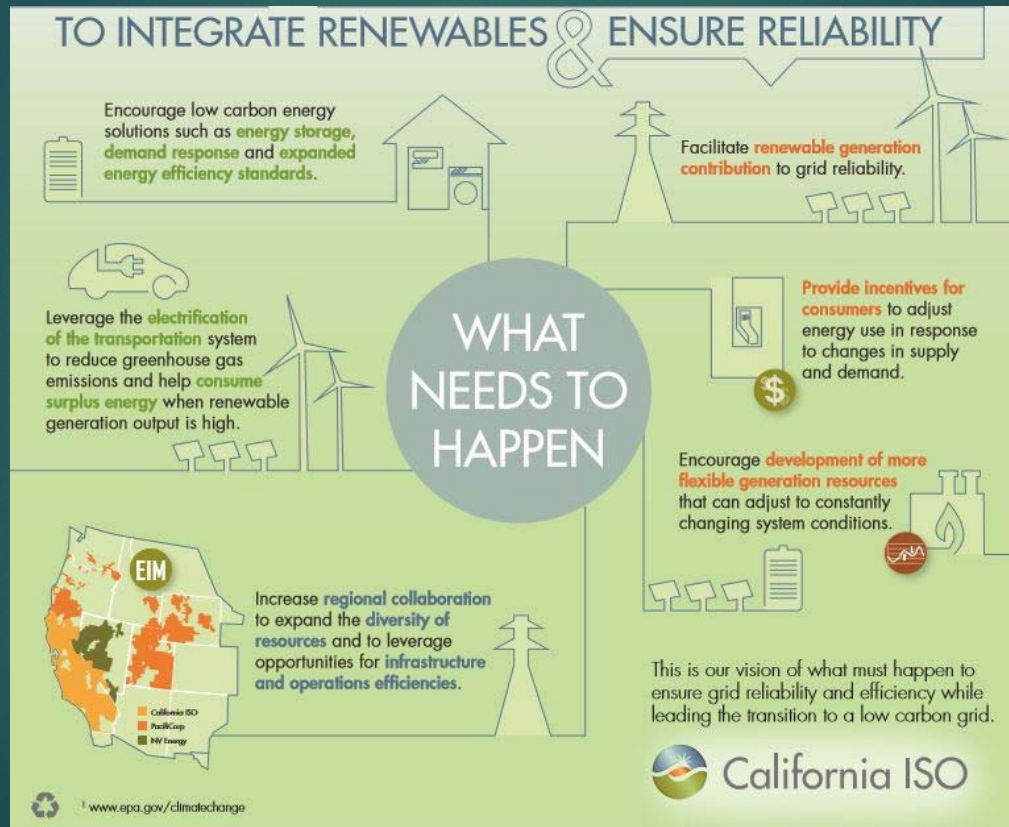 TO INTEGRATE RENEWABLES & ENSURE RELIABILITY
Encourage low carbon energy
solutions such as energy storage,
demand response and expanded
energy efficiency standards.
Facilitate renewable generation
contribution to grid reliability.
Leverage the electrification
of the transportation system
to reduce greenhouse gas
emissions and help consume
surplus energy when renewable
generation output is high.
WHAT
NEEDS TO
HAPPEN
Provide incentives for
consumers to adjust
energy use in response
to changes in supply
and demand.
$
Encourage development of more
flexible generation resources
that can adjust to constantly
changing system conditions.
EIM
California ISO
PacifiCorp
NV Energy
Increase regional collaboration
to expand the diversity of
resources and to leverage
opportunities for infrastructure
and operations efficiencies.
This is our vision of what must happen to
ensure grid reliability and efficiency while
leading the transition to a low carbon grid.
California ISO
1 www.epa.gov/climatechange